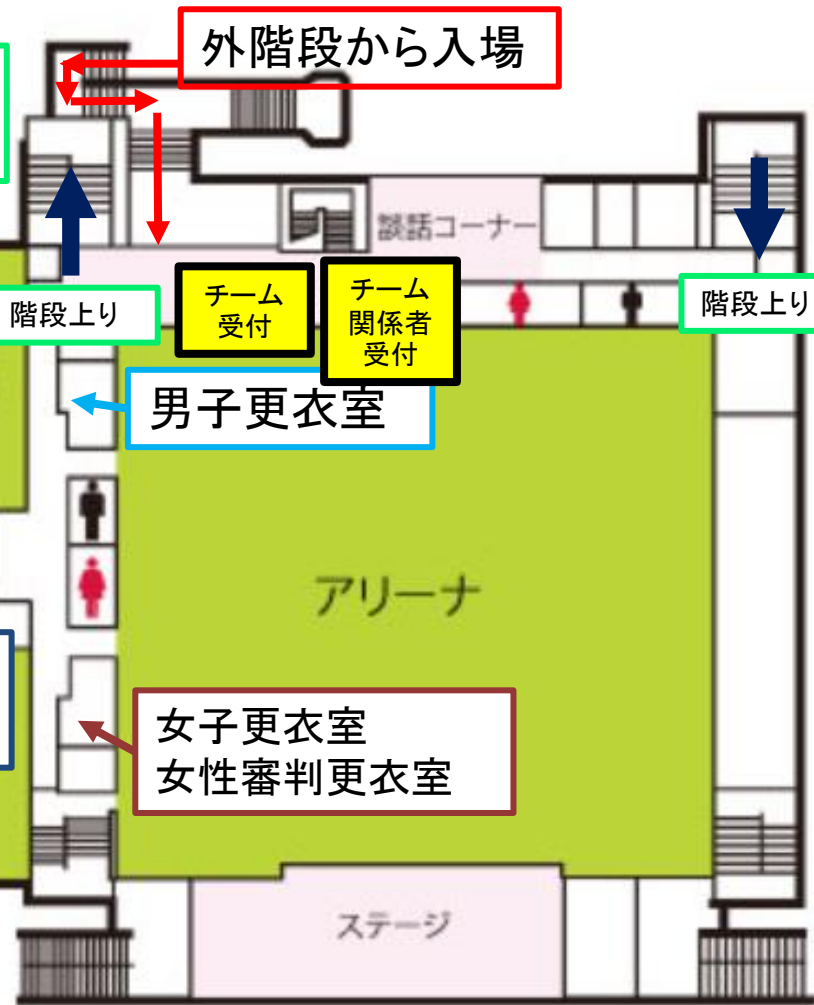 外階段から入場
談話コーナー
階段上り
チーム
受付
チーム
関係者
受付
階段上り
男子更衣室
アリーナ
女子更衣室
女性審判更衣室
ステージ